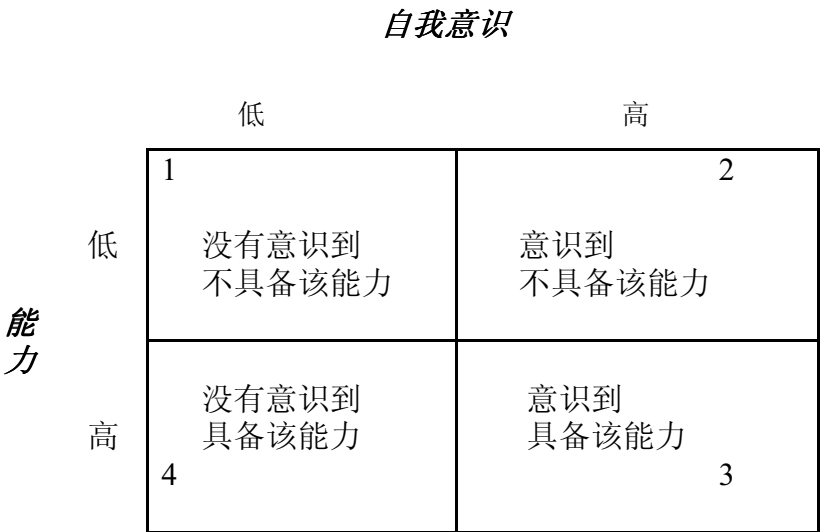 自我意识
低 高
1 2
低 没有意识到 意识到
不具备该能力 不具备该能力
能
力
没有意识到 意识到
高 具备该能力 具备该能力
4 3